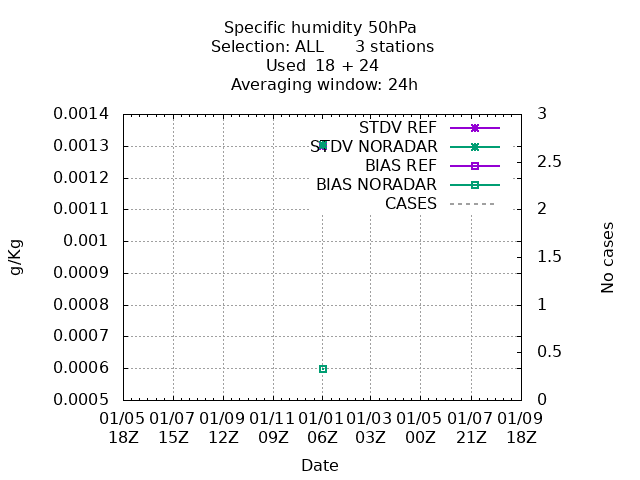 Specific humidity 50hPa
Selection: ALL 3 stations
Used 18 + 24
Averaging window: 24h
0.0014
0.0013
0.0012
0.0011
0.001
0.0009
0.0008
0.0007
0.0006
0.0005
g/Kg
STDV REF
STDV NORADAR
BIAS REF
BIAS NORADAR
CASES
3
2.5
2
1.5
1
0.5
0
No cases
01/05 01/07 01/09 01/11 01/01 01/03 01/05 01/07 01/09
18Z 15Z 12Z 09Z 06Z 03Z 00Z 21Z 18Z
Date